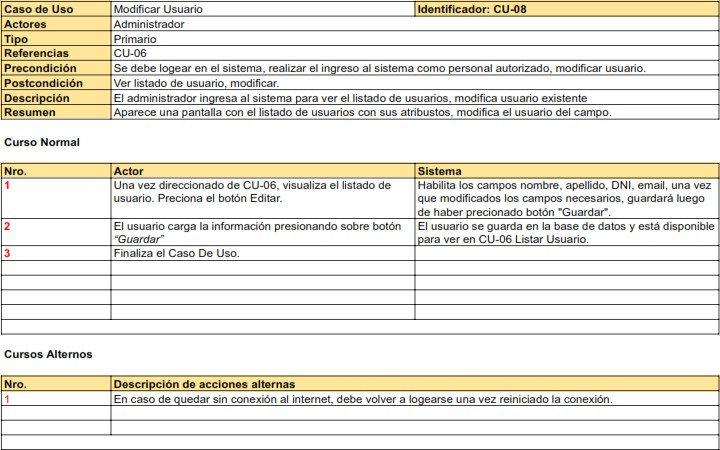 Caso de Uso Modificar Usuario Identificador: CU-08
Actores Administrador
Tipo Primario
Referencias CU-06
Precondición Se debe logear en el sistema, realizar el ingreso al sistema como personal autorizado, modificar usuario.
Postcondición Ver listado de usuario, modificar.
Descripción El administrador ingresa al sistema para ver el listado de usuarios, modifica usuario existente
Resumen Aparece una pantalla con el listado de usuarios con sus atribustos, modifica el usuario del campo.
Curso Normal
Nro. Actor Sistema
1 Una vez direccionado de CU-06, visualiza el listado de Habilita los campos nombre, apellido, DNI, email, una vez
usuario. Preciona el botón Editar. que modificados los campos necesarios, guardará luego
de haber precionado botón "Guardar".
2 El usuario carga la información presionando sobre botón El usuario se guarda en la base de datos y está disponible
“Guardar” para ver en CU-06 Listar Usuario.
3 Finaliza el Caso De Uso.
Cursos Alternos
Nro. Descripción de acciones alternas
1 En caso de quedar sin conexión al internet, debe volver a logearse una vez reiniciado la conexión.